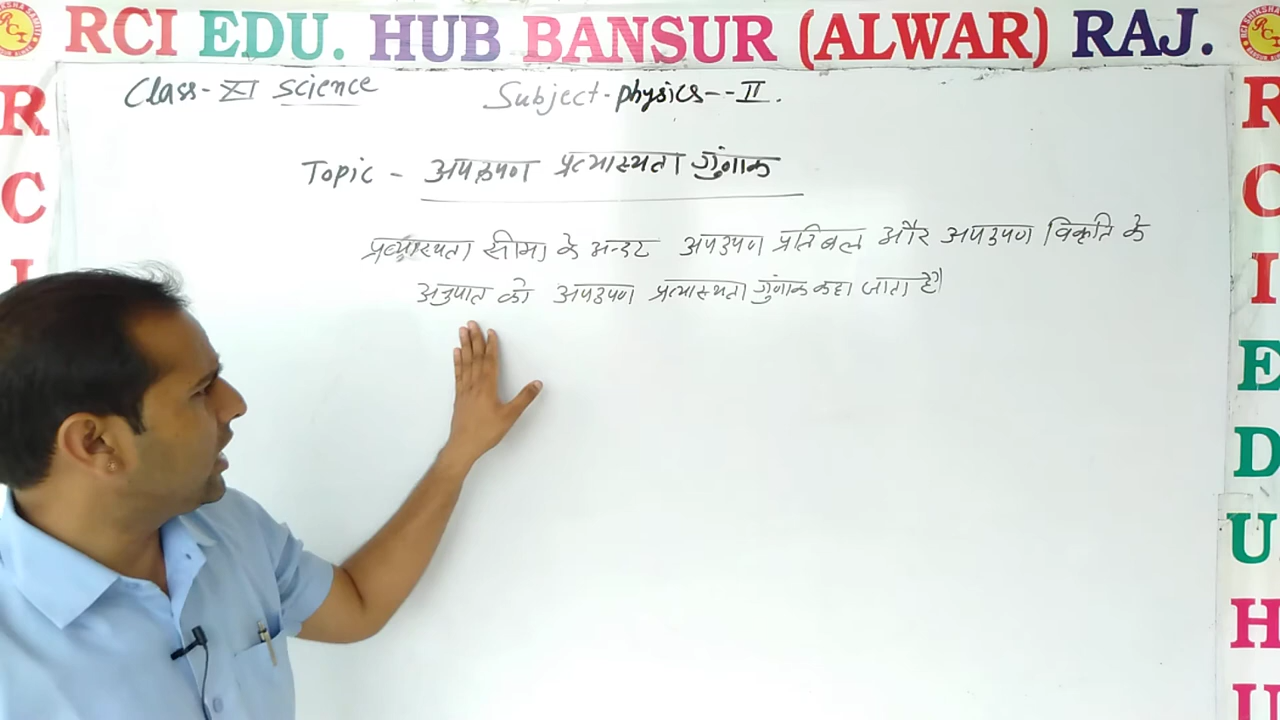 RCI EDU. HUB BANSUR (ALWAR) RAJ.
Class - XI Science
Subject - physics -- II.
Topic - अपरूपण प्रत्यास्थता गुंणाक
प्रत्यास्थता सीमा के अन्दर अपरुपण प्रतिबल और अपरुपण विकृति के
अनुपात को अपरुपण प्रत्यास्थता गुंणाक कहा जाता है।
R
C
I
R
C
I
E
D
U
H
U